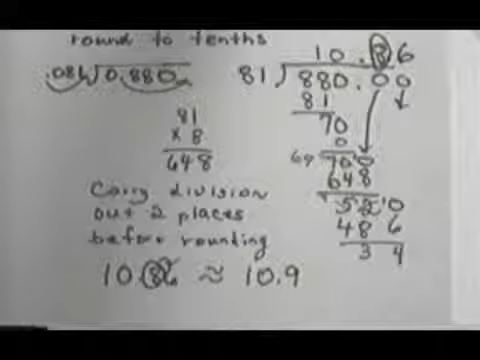 round to tenths
.081 ) 0.880
10.86
81 ) 880.00
81
70
0
69
700
648
520
486
34
81
× 8
648
Carry division
out 2 places
before rounding
10.86 ≈ 10.9